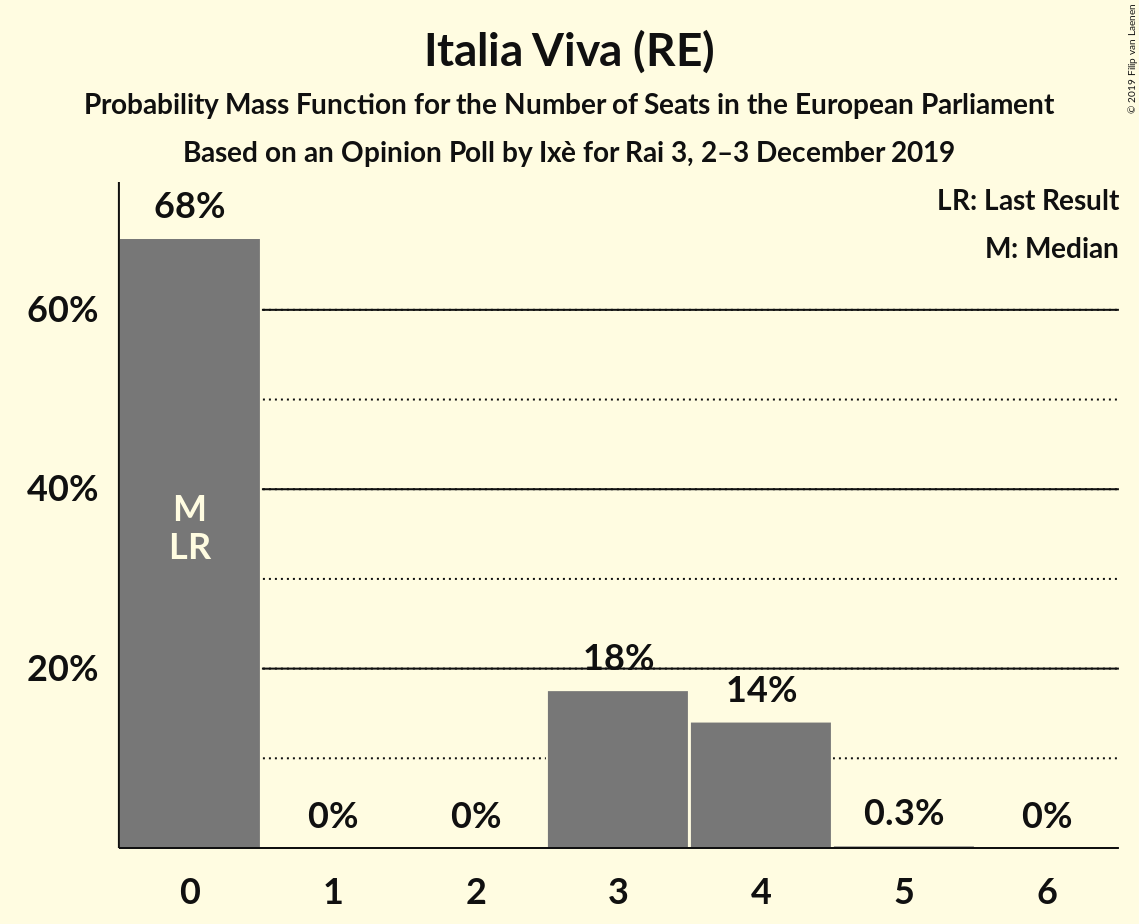 Italia Viva (RE)
Probability Mass Function for the Number of Seats in the European Parliament
Based on an Opinion Poll by Ixè for Rai 3, 2–3 December 2019
© 2019 Filip van Laenen
LR: Last Result
M: Median
68%
60%
40%
20%
M
LR
18%
14%
0%
0%
0.3%
0%
0
1
2
3
4
5
6